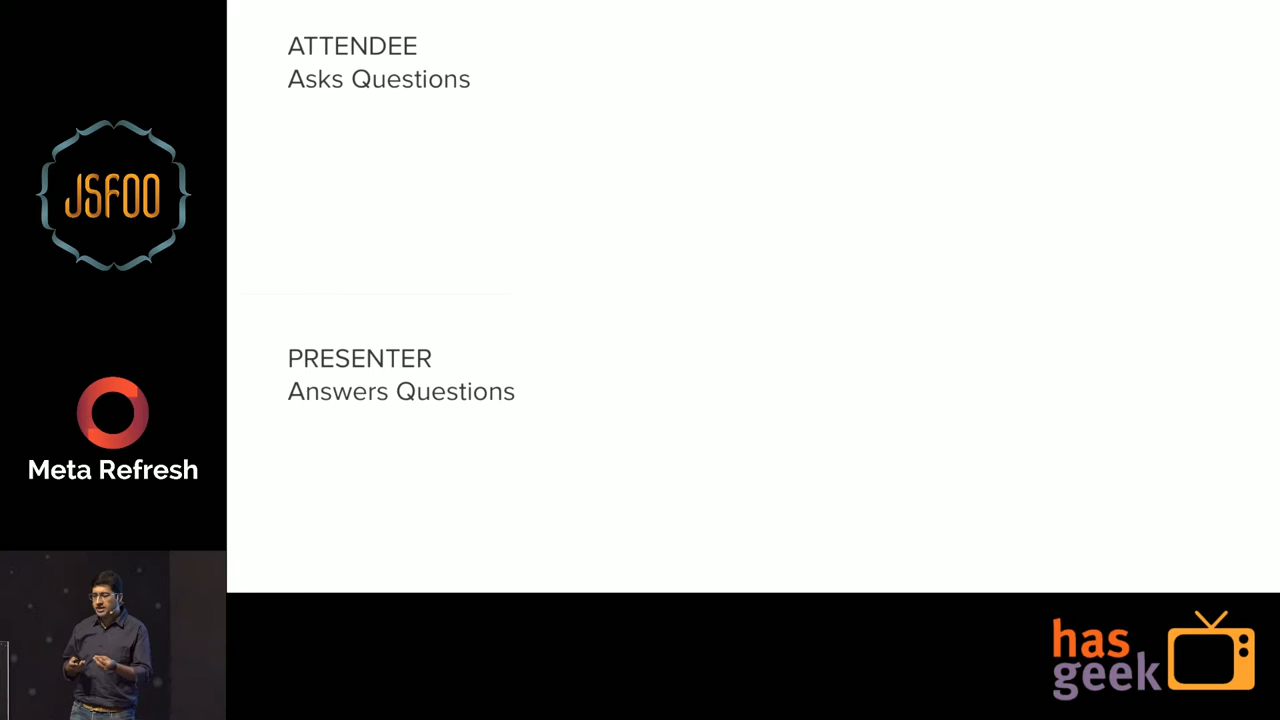 ATTENDEE
Asks Questions
JSFOO
PRESENTER
Answers Questions
Meta Refresh
has
geek